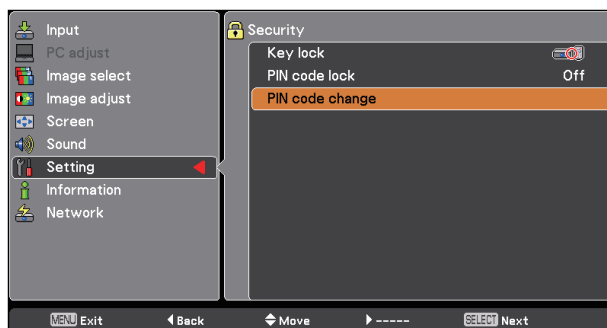 Input
PC adjust
Image select
Image adjust
Screen
Sound
Setting
Information
Network
Security
Key lock
PIN code lock Off
PIN code change
MENU Exit Back Move ----- SELECT Next